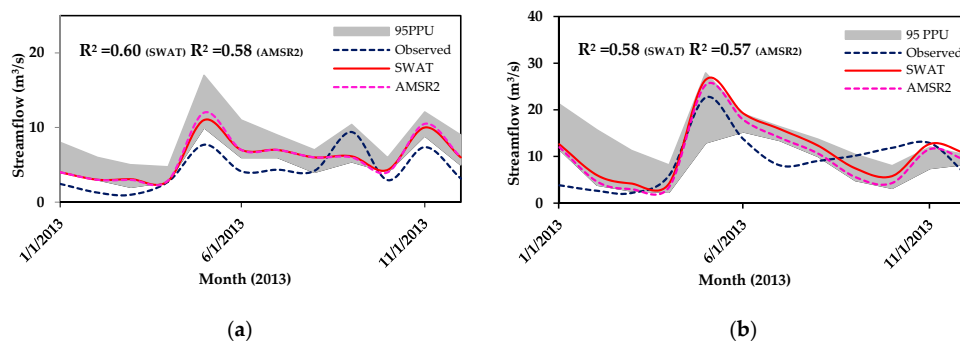 R² =0.60 (SWAT) R² =0.58 (AMSR2)
95PPU
Observed
SWAT
AMSR2
Streamflow (m³/s)
20
10
0
1/1/2013
6/1/2013
11/1/2013
Month (2013)
(a)
R² =0.58 (SWAT) R² =0.57 (AMSR2)
95 PPU
Observed
SWAT
AMSR2
Streamflow (m³/s)
40
30
20
10
0
1/1/2013
6/1/2013
11/1/2013
Month (2013)
(b)